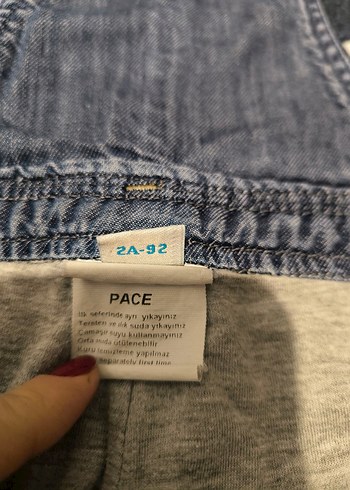 2A-92
PACE
İlk seferinde ayrı yıkayınız
Tersten ve ılık suda yıkayınız
Çamaşır suyu kullanmayınız
Orta ısıda ütülenebilir
Kuru temizleme yapılmaz
separately first time